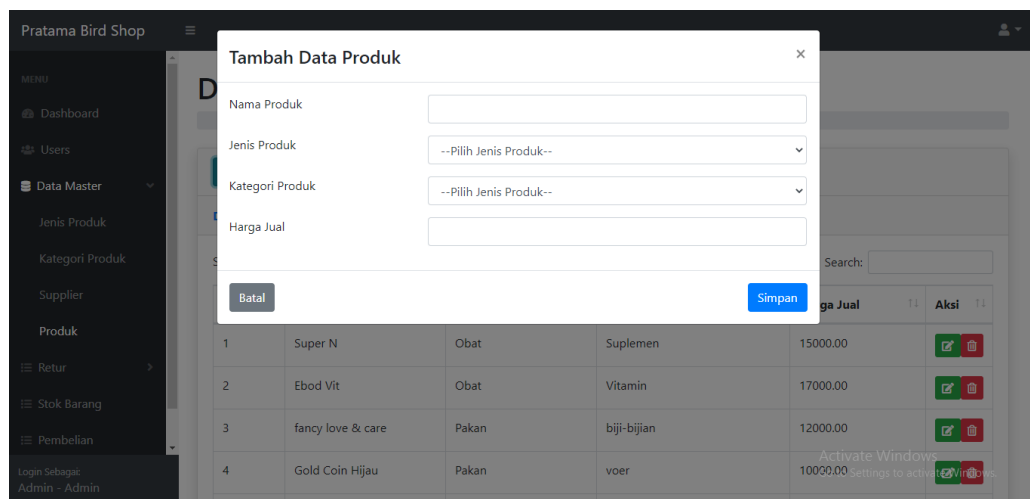 Pratama Bird Shop
Tambah Data Produk ×
MENU
Dashboard
Users
Data Master
Jenis Produk
Kategori Produk
Supplier
Produk
Retur
Stok Barang
Pembelian
Login Sebagai:
Admin - Admin
Nama Produk
Jenis Produk --Pilih Jenis Produk--
Kategori Produk --Pilih Jenis Produk--
Harga Jual
Batal Simpan
Search:
ga Jual Aksi
1 Super N Obat Suplemen 15000.00
2 Ebod Vit Obat Vitamin 17000.00
3 fancy love & care Pakan biji-bijian 12000.00
4 Gold Coin Hijau Pakan voer
Activate Windows